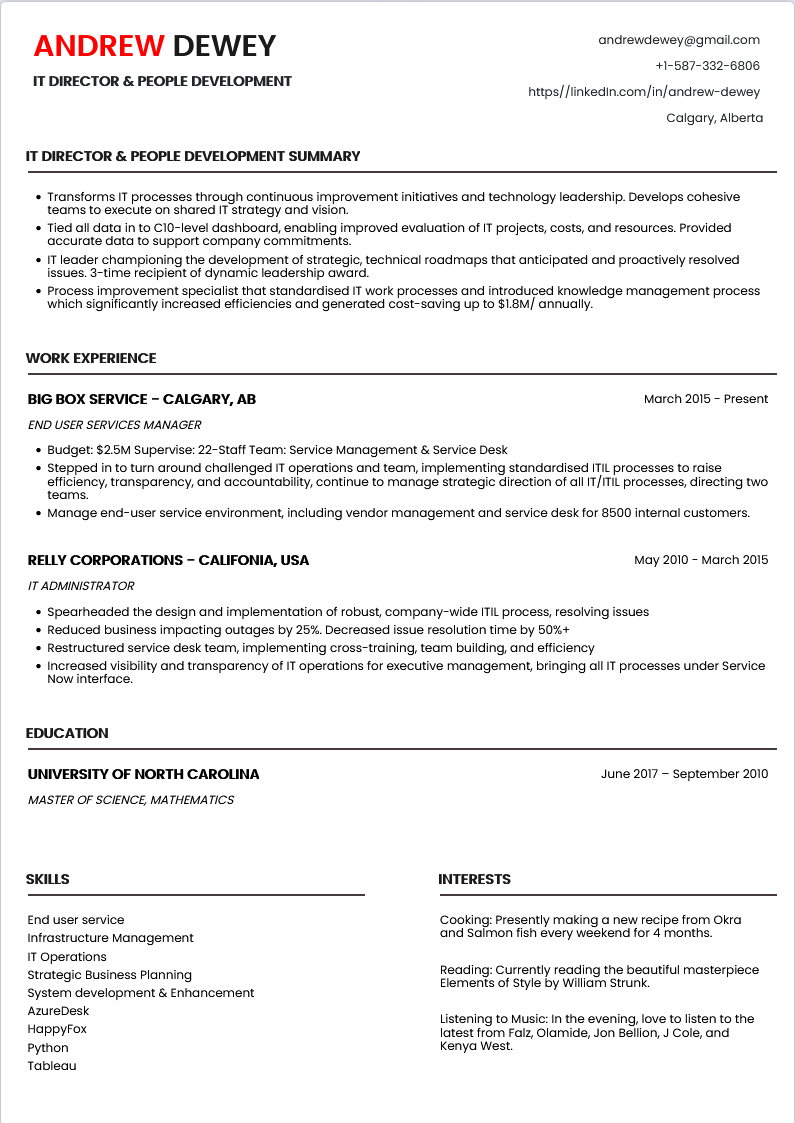 ANDREW DEWEY
IT DIRECTOR & PEOPLE DEVELOPMENT
andrewdewey@gmail.com
+1-587-332-6806
https//linkedIn.com/in/andrew-dewey
Calgary, Alberta
IT DIRECTOR & PEOPLE DEVELOPMENT SUMMARY
• Transforms IT processes through continuous improvement initiatives and technology leadership. Develops cohesive
teams to execute on shared IT strategy and vision.
• Tied all data in to C10-level dashboard, enabling improved evaluation of IT projects, costs, and resources. Provided
accurate data to support company commitments.
• IT leader championing the development of strategic, technical roadmaps that anticipated and proactively resolved
issues. 3-time recipient of dynamic leadership award.
• Process improvement specialist that standardised IT work processes and introduced knowledge management process
which significantly increased efficiencies and generated cost-saving up to $1.8M/ annually.
WORK EXPERIENCE
BIG BOX SERVICE – CALGARY, AB
March 2015 - Present
END USER SERVICES MANAGER
• Budget: $2.5M Supervise: 22-Staff Team: Service Management & Service Desk
• Stepped in to turn around challenged IT operations and team, implementing standardised ITIL processes to raise
efficiency, transparency, and accountability, continue to manage strategic direction of all IT/ITIL processes, directing two
teams.
• Manage end-user service environment, including vendor management and service desk for 8500 internal customers.
RELLY CORPORATIONS – CALIFONIA, USA
May 2010 - March 2015
IT ADMINISTRATOR
• Spearheaded the design and implementation of robust, company-wide ITIL process, resolving issues
• Reduced business impacting outages by 25%. Decreased issue resolution time by 50%+
• Restructured service desk team, implementing cross-training, team building, and efficiency
• Increased visibility and transparency of IT operations for executive management, bringing all IT processes under Service
Now interface.
EDUCATION
UNIVERSITY OF NORTH CAROLINA
June 2017 – September 2010
MASTER OF SCIENCE, MATHEMATICS
SKILLS
End user service
Infrastructure Management
IT Operations
Strategic Business Planning
System development & Enhancement
AzureDesk
HappyFox
Python
Tableau
INTERESTS
Cooking: Presently making a new recipe from Okra
and Salmon fish every weekend for 4 months.
Reading: Currently reading the beautiful masterpiece
Elements of Style by William Strunk.
Listening to Music: In the evening, love to listen to the
latest from Falz, Olamide, Jon Bellion, J Cole, and
Kenya West.